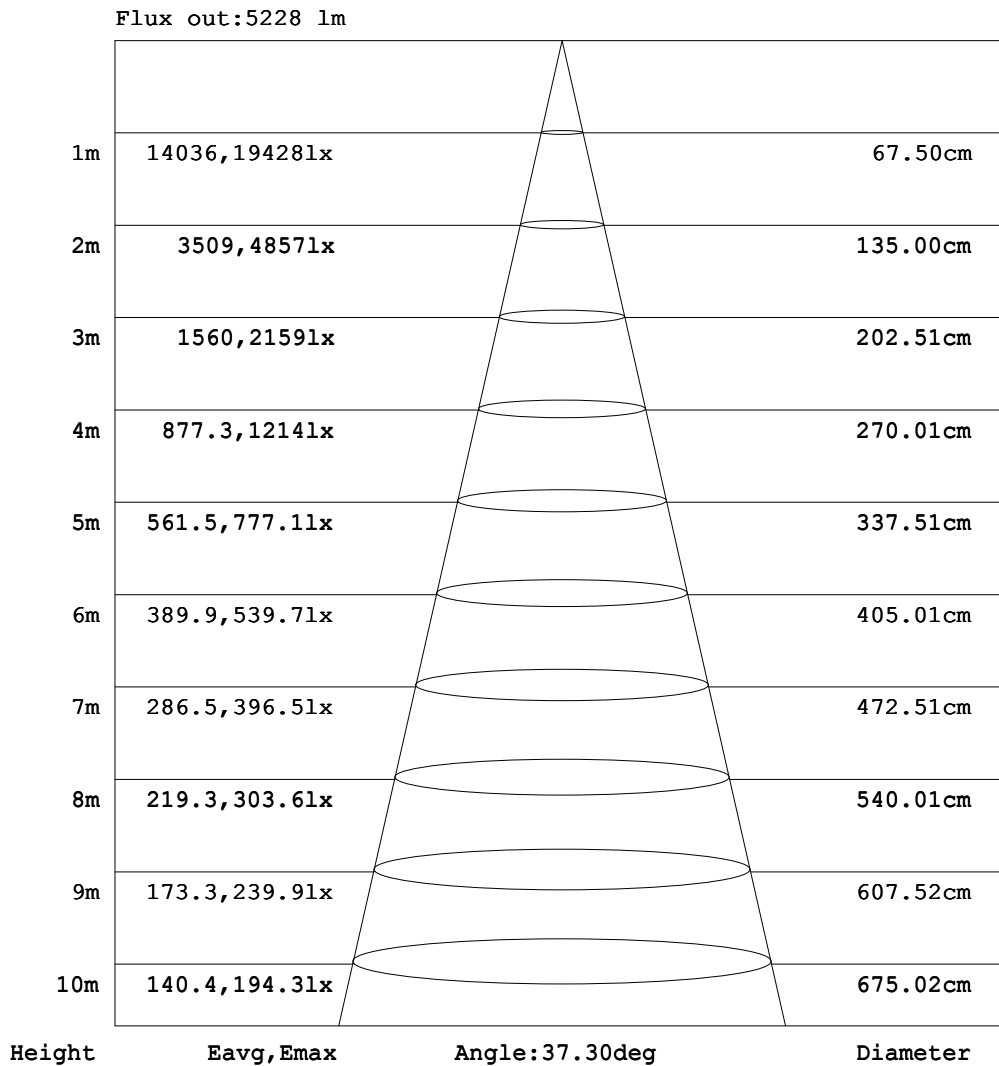 Flux out:5228 lm
1m 14036,19428lx 67.50cm
2m 3509,4857lx 135.00cm
3m 1560,2159lx 202.51cm
4m 877.3,1214lx 270.01cm
5m 561.5,777.1lx 337.51cm
6m 389.9,539.7lx 405.01cm
7m 286.5,396.5lx 472.51cm
8m 219.3,303.6lx 540.01cm
9m 173.3,239.9lx 607.52cm
10m 140.4,194.3lx 675.02cm
Height Eavg,Emax Angle:37.30deg Diameter